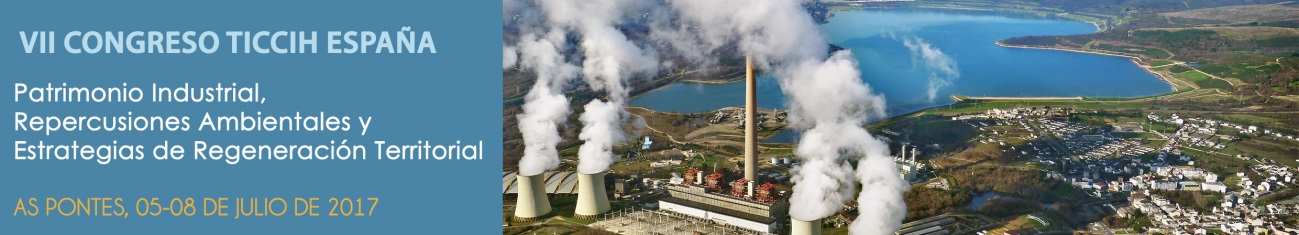 VII CONGRESO TICCIH ESPAÑA
Patrimonio Industrial,
Repercusiones Ambientales y
Estrategias de Regeneración Territorial
AS PONTES, 05-08 DE JULIO DE 2017